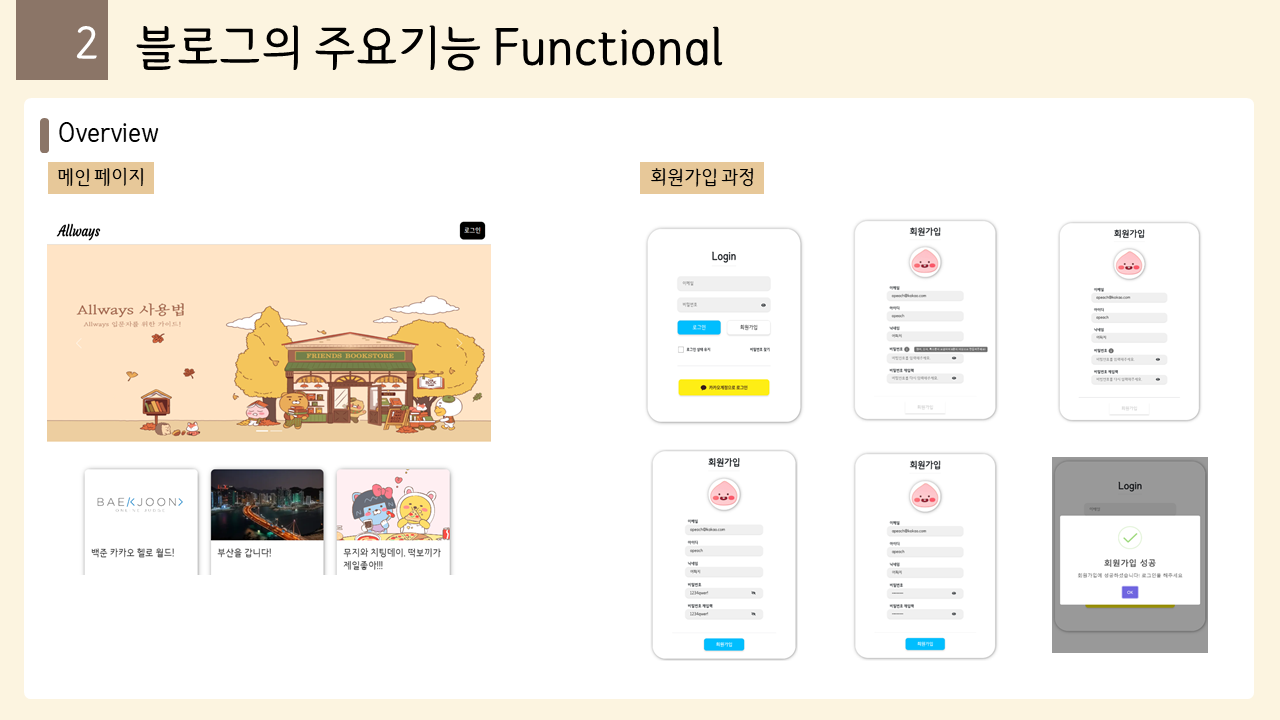 2
블로그의 주요기능 Functional
Overview
메인 페이지
Allways
로그인
Allways 사용법
Allways 입문자를 위한 가이드!
FRIENDS BOOKSTORE
BAEKJOON>
ONLINE JUDGE
백준 카카오 헬로 월드!
부산을 갑니다!
무지와 치팅데이, 떡보끼가
제일좋아!!!
회원가입 과정
Login
이메일
비밀번호
로그인
회원가입
로그인 상태 유지
비밀번호 찾기
카카오계정으로 로그인
회원가입
이메일
apeach@kakao.com
아이디
apeach
닉네임
어피치
비밀번호
비밀번호를 입력해주세요
비밀번호 재입력
비밀번호를 다시 입력해주세요
회원가입
회원가입
이메일
apeach@kakao.com
아이디
apeach
닉네임
어피치
비밀번호
비밀번호를 입력해주세요
비밀번호 재입력
비밀번호를 다시 입력해주세요
회원가입
회원가입
이메일
apeach@kakao.com
아이디
apeach
닉네임
어피치
비밀번호
1234qwer!
비밀번호 재입력
1234qwer!
회원가입
회원가입
이메일
apeach@kakao.com
아이디
apeach
닉네임
어피치
비밀번호
비밀번호 재입력
회원가입
Login
이메일
회원가입 성공
회원가입에 성공하셨습니다! 로그인을 해주세요
OK